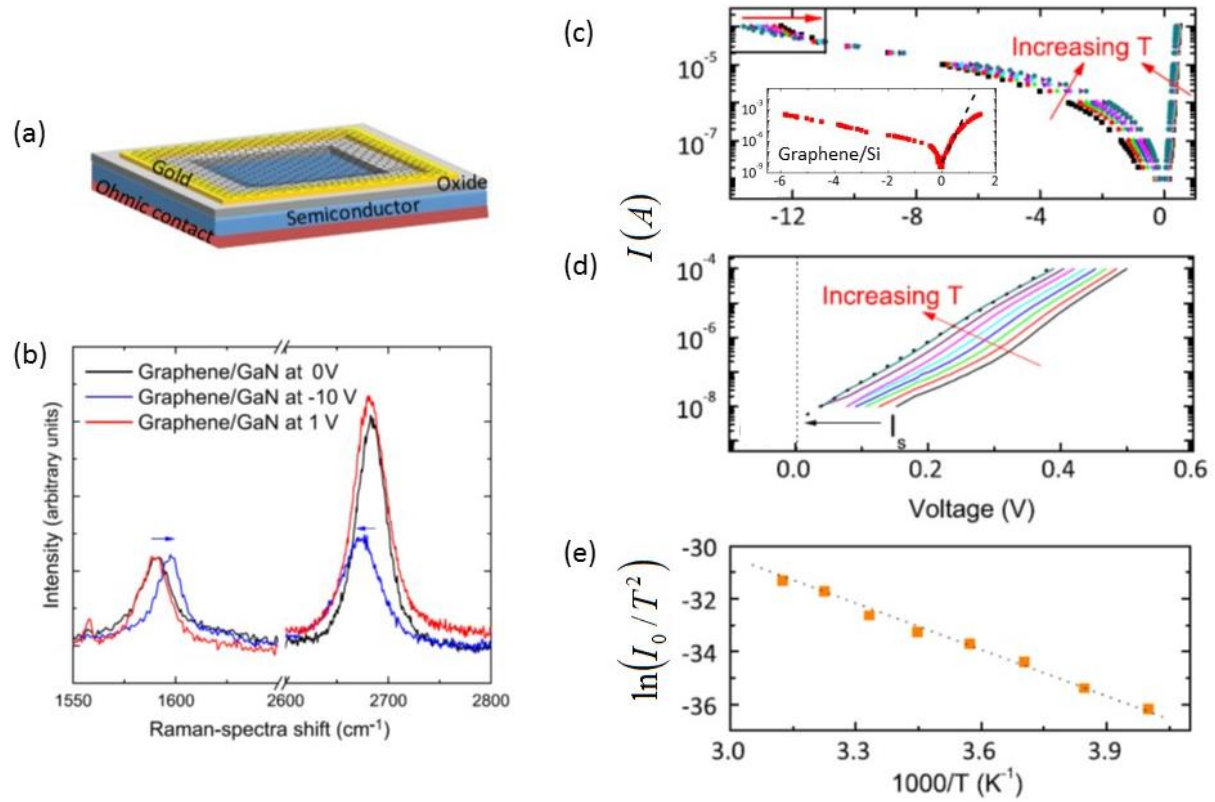 (a)
Gold
Oxide
Ohmic contact
Semiconductor
(b)
Graphene/GaN at 0V
Graphene/GaN at -10 V
Graphene/GaN at 1 V
Intensity (arbitrary units)
1550 1600 2600 2700 2800
Raman-spectra shift (cm⁻¹)
(c)
Increasing T
10⁻⁵
10⁻⁷
10⁻³
10⁻⁶
10⁻⁹
Graphene/Si
-6 -4 -2 0 2
-12 -8 -4 0
I(A)
(d)
10⁻⁴
10⁻⁶
10⁻⁸
Increasing T
Iₛ
0.0 0.2 0.4 0.6
Voltage (V)
(e)
-30
-32
-34
-36
ln(I₀/T²)
3.0 3.3 3.6 3.9
1000/T (K⁻¹)